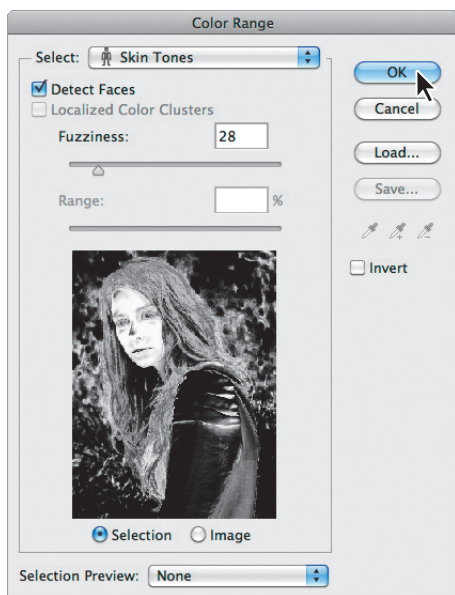 Color Range
Select: Skin Tones
OK
Detect Faces
Localized Color Clusters
Cancel
Fuzziness: 28
Load...
Range: %
Save...
Invert
Selection Image
Selection Preview: None